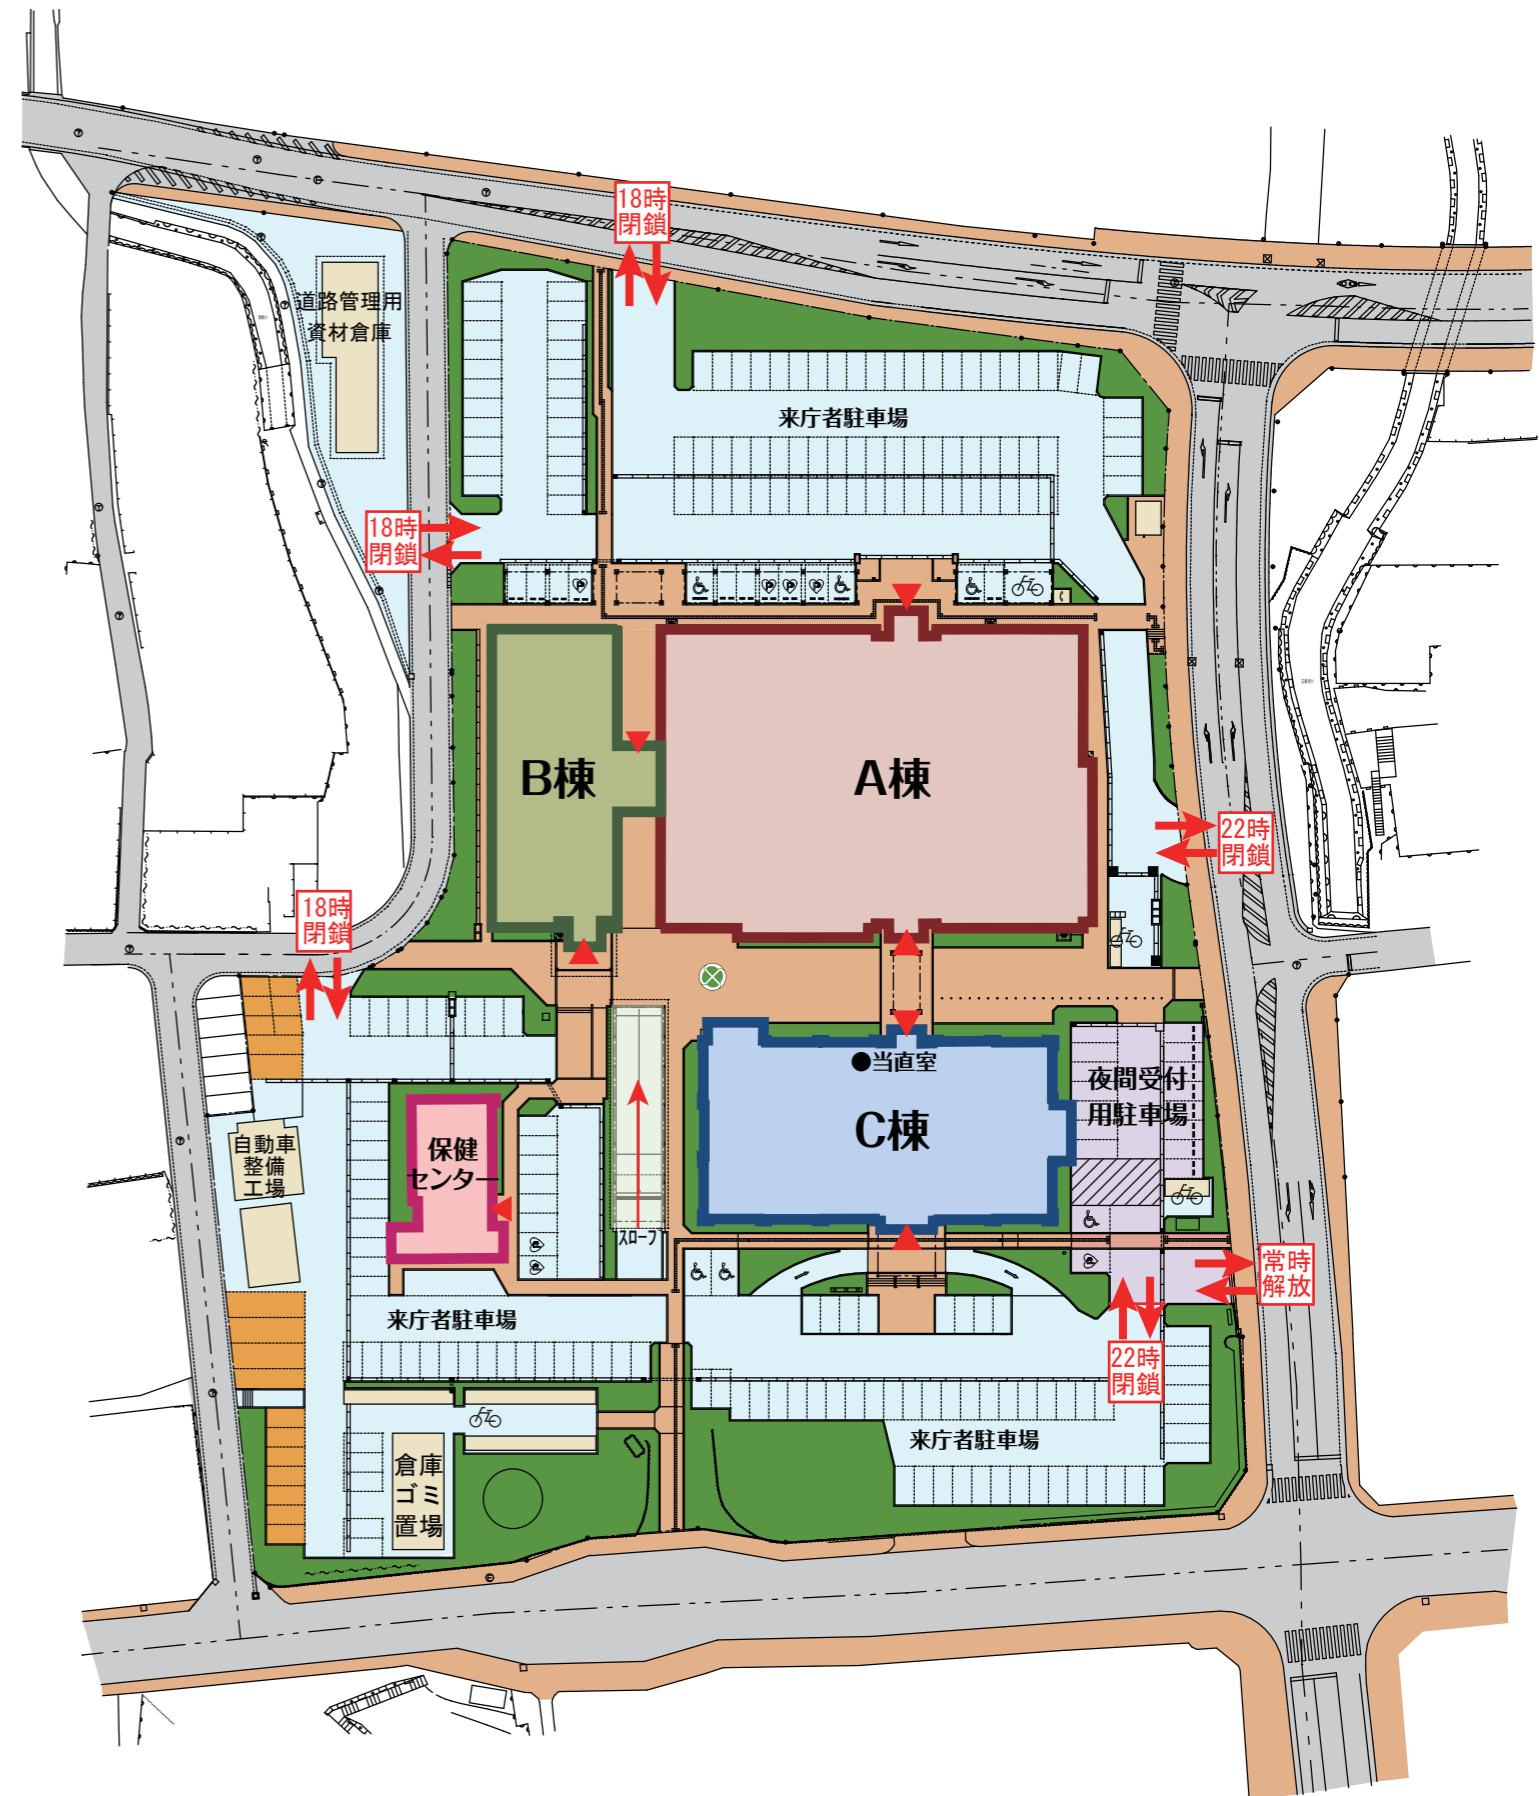 18時
閉鎖
道路管理用
資材倉庫
来庁者駐車場
18時
閉鎖
B棟
A棟
22時
閉鎖
18時
閉鎖
●当直室
夜間受付
用駐車場
C棟
保健
センター
自動車
整備
工場
スロープ
常時
解放
来庁者駐車場
22時
閉鎖
来庁者駐車場
倉庫
ゴミ
置場